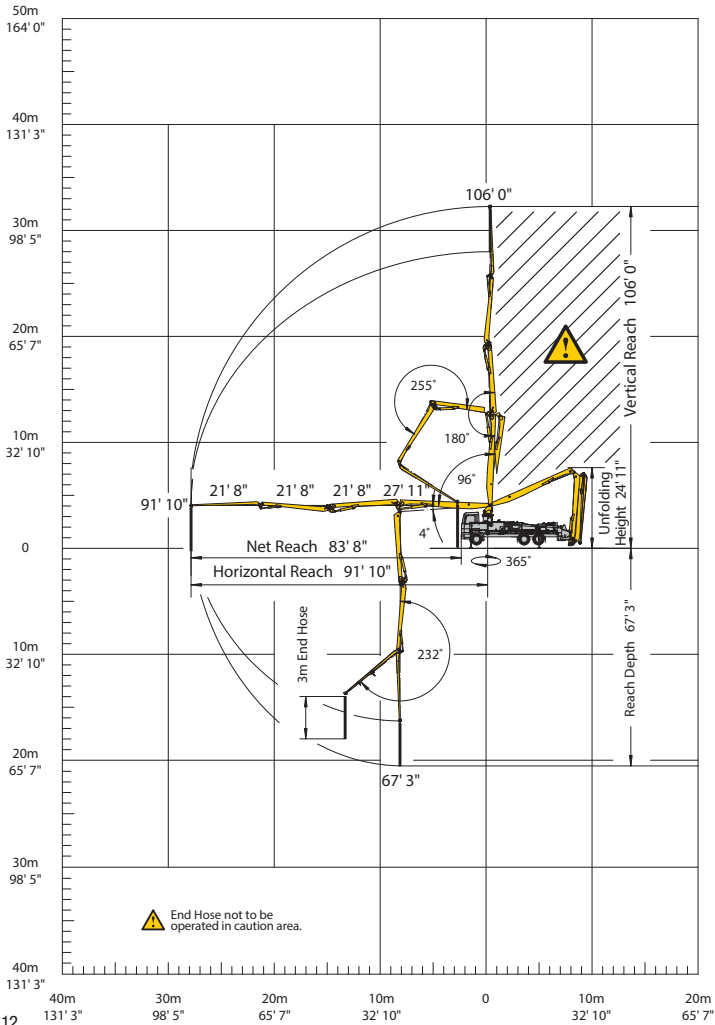 50m
164' 0"
40m
131' 3"
106' 0"
30m
98' 5"
Vertical Reach 106' 0"
20m
65' 7"
255°
180°
10m
32' 10"
96°
21' 8" 21' 8" 21' 8" 27' 11"
91' 10"
Unfolding
Height 24' 11"
4°
0
Net Reach 83' 8"
365°
Horizontal Reach 91' 10"
3m End Hose
232°
Reach Depth 67' 3"
10m
32' 10"
20m
65' 7"
67' 3"
30m
98' 5"
End Hose not to be
operated in caution area.
40m
131' 3"
40m 30m 20m 10m 0 10m 20m
131' 3" 98' 5" 65' 7" 32' 10" 32' 10" 65' 7"
12